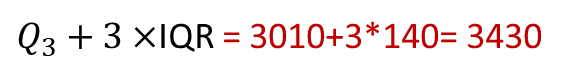 Q₃ + 3 ×IQR = 3010+3*140= 3430